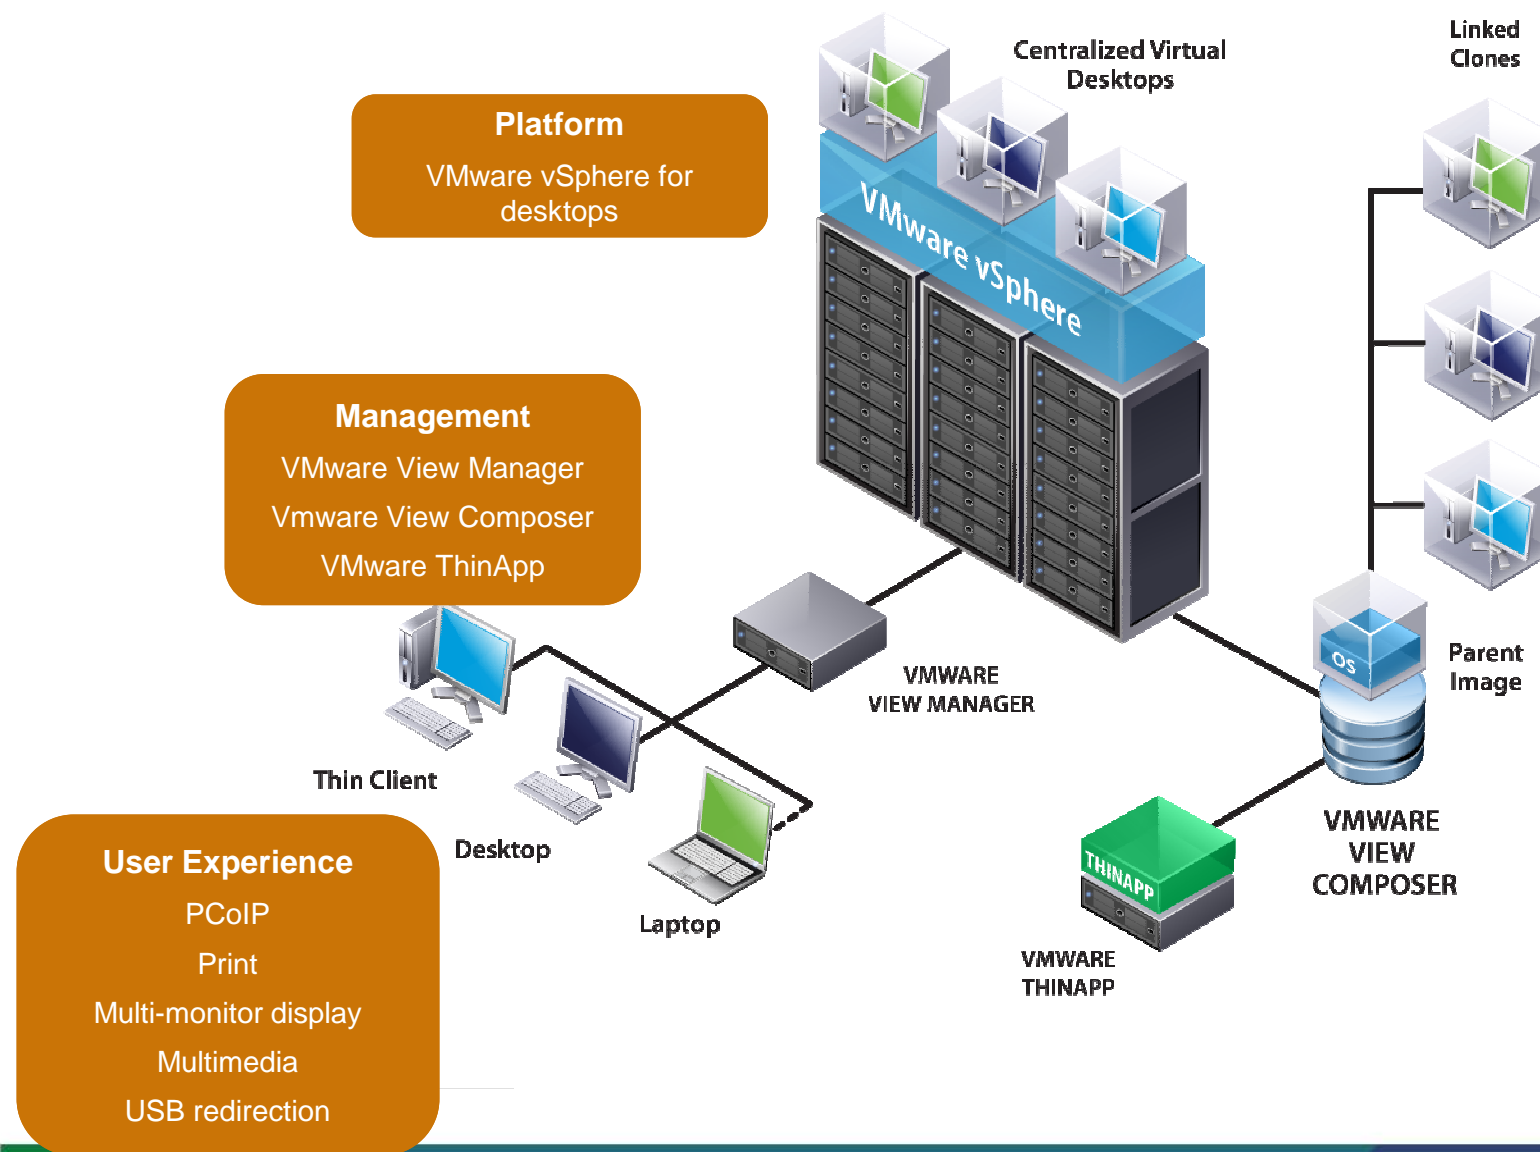 Linked
Clones
Centralized Virtual
Desktops
Platform
VMware vSphere for
desktops
VMware vSphere
Management
VMware View Manager
Vmware View Composer
VMware ThinApp
OS
Parent
Image
VMWARE
VIEW MANAGER
Thin Client
Desktop
Laptop
THINAPP
VMWARE
THINAPP
VMWARE
VIEW
COMPOSER
User Experience
PCoIP
Print
Multi-monitor display
Multimedia
USB redirection